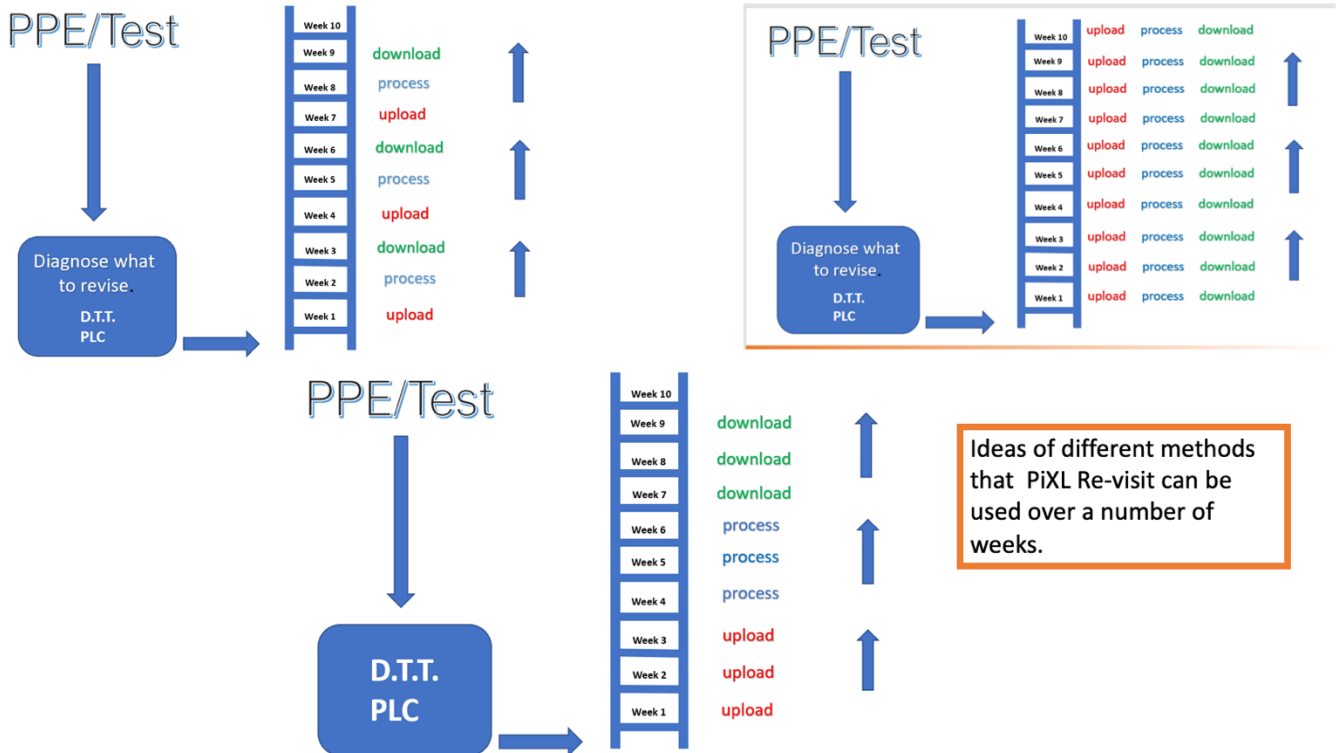 PPE/Test
Diagnose what
to revise.
D.T.T.
PLC
Week 10
Week 9 download
Week 8 process
Week 7 upload
Week 6 download
Week 5 process
Week 4 upload
Week 3 download
Week 2 process
Week 1 upload
PPE/Test
Diagnose what
to revise.
D.T.T.
PLC
Week 10 upload process download
Week 9 upload process download
Week 8 upload process download
Week 7 upload process download
Week 6 upload process download
Week 5 upload process download
Week 4 upload process download
Week 3 upload process download
Week 2 upload process download
Week 1 upload process download
PPE/Test
D.T.T.
PLC
Week 10
Week 9 download
Week 8 download
Week 7 download
Week 6 process
Week 5 process
Week 4 process
Week 3 upload
Week 2 upload
Week 1 upload
Ideas of different methods
that PiXL Re-visit can be
used over a number of
weeks.